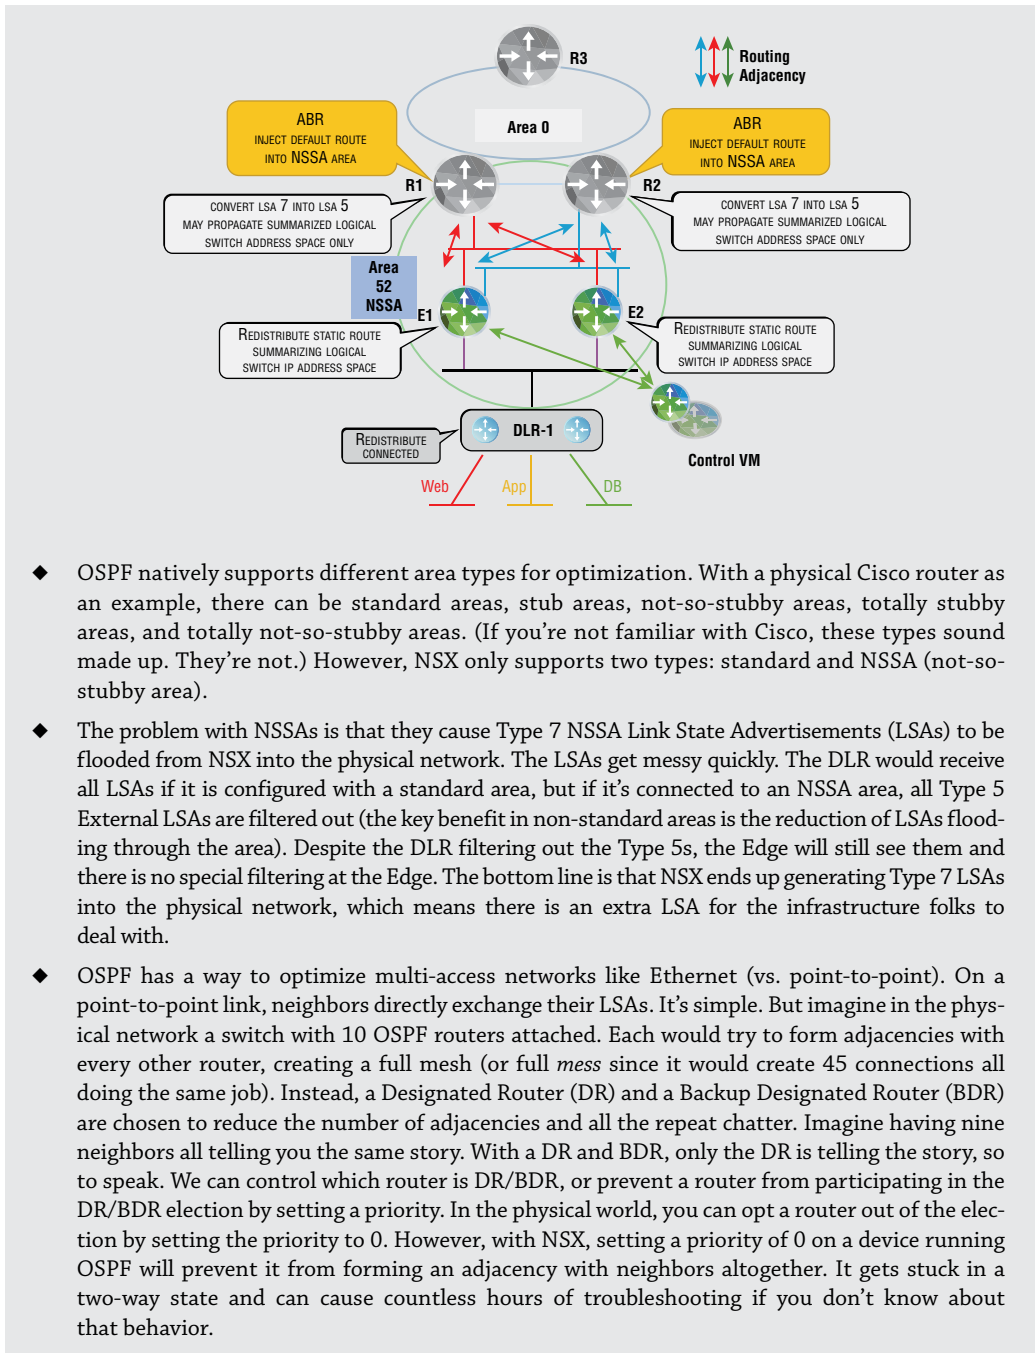 R3
Routing
Adjacency
Area 0
ABR
INJECT DEFAULT ROUTE
INTO NSSA AREA
ABR
INJECT DEFAULT ROUTE
INTO NSSA AREA
R1
R2
CONVERT LSA 7 INTO LSA 5
MAY PROPAGATE SUMMARIZED LOGICAL
SWITCH ADDRESS SPACE ONLY
CONVERT LSA 7 INTO LSA 5
MAY PROPAGATE SUMMARIZED LOGICAL
SWITCH ADDRESS SPACE ONLY
Area
52
NSSA
E1
E2
REDISTRIBUTE STATIC ROUTE
SUMMARIZING LOGICAL
SWITCH IP ADDRESS SPACE
REDISTRIBUTE STATIC ROUTE
SUMMARIZING LOGICAL
SWITCH IP ADDRESS SPACE
REDISTRIBUTE
CONNECTED
DLR-1
Control VM
Web
App
DB
◆ OSPF natively supports different area types for optimization. With a physical Cisco router as
an example, there can be standard areas, stub areas, not-so-stubby areas, totally stubby
areas, and totally not-so-stubby areas. (If you're not familiar with Cisco, these types sound
made up. They're not.) However, NSX only supports two types: standard and NSSA (not-so-
stubby area).
◆ The problem with NSSAs is that they cause Type 7 NSSA Link State Advertisements (LSAs) to be
flooded from NSX into the physical network. The LSAs get messy quickly. The DLR would receive
all LSAs if it is configured with a standard area, but if it's connected to an NSSA area, all Type 5
External LSAs are filtered out (the key benefit in non-standard areas is the reduction of LSAs flood-
ing through the area). Despite the DLR filtering out the Type 5s, the Edge will still see them and
there is no special filtering at the Edge. The bottom line is that NSX ends up generating Type 7 LSAs
into the physical network, which means there is an extra LSA for the infrastructure folks to
deal with.
◆ OSPF has a way to optimize multi-access networks like Ethernet (vs. point-to-point). On a
point-to-point link, neighbors directly exchange their LSAs. It's simple. But imagine in the phys-
ical network a switch with 10 OSPF routers attached. Each would try to form adjacencies with
every other router, creating a full mesh (or full mess since it would create 45 connections all
doing the same job). Instead, a Designated Router (DR) and a Backup Designated Router (BDR)
are chosen to reduce the number of adjacencies and all the repeat chatter. Imagine having nine
neighbors all telling you the same story. With a DR and BDR, only the DR is telling the story, so
to speak. We can control which router is DR/BDR, or prevent a router from participating in the
DR/BDR election by setting a priority. In the physical world, you can opt a router out of the elec-
tion by setting the priority to 0. However, with NSX, setting a priority of 0 on a device running
OSPF will prevent it from forming an adjacency with neighbors altogether. It gets stuck in a
two-way state and can cause countless hours of troubleshooting if you don't know about
that behavior.